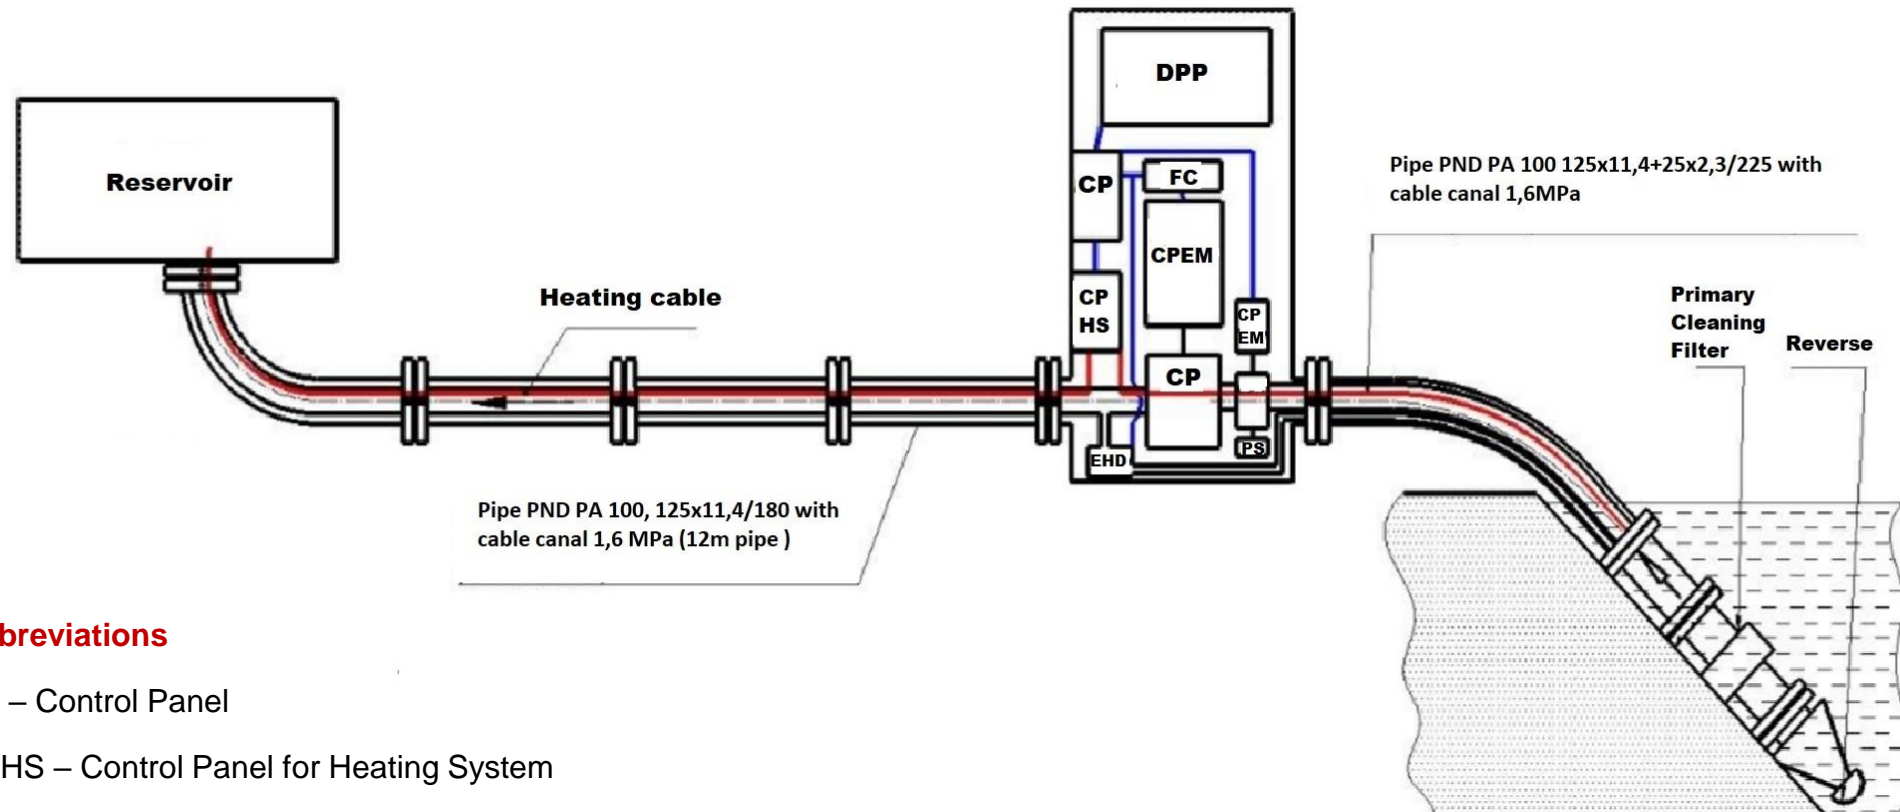 DPP
Reservoir
CP
FC
CPEM
CP
HS
CP
EM
CP
PS
EHD
Heating cable
Pipe PND PA 100 125x11,4+25x2,3/225 with
cable canal 1,6MPa
Primary
Cleaning
Filter
Reverse
Pipe PND PA 100, 125x11,4/180 with
cable canal 1,6 MPa (12m pipe )
breviations
– Control Panel
HS – Control Panel for Heating System